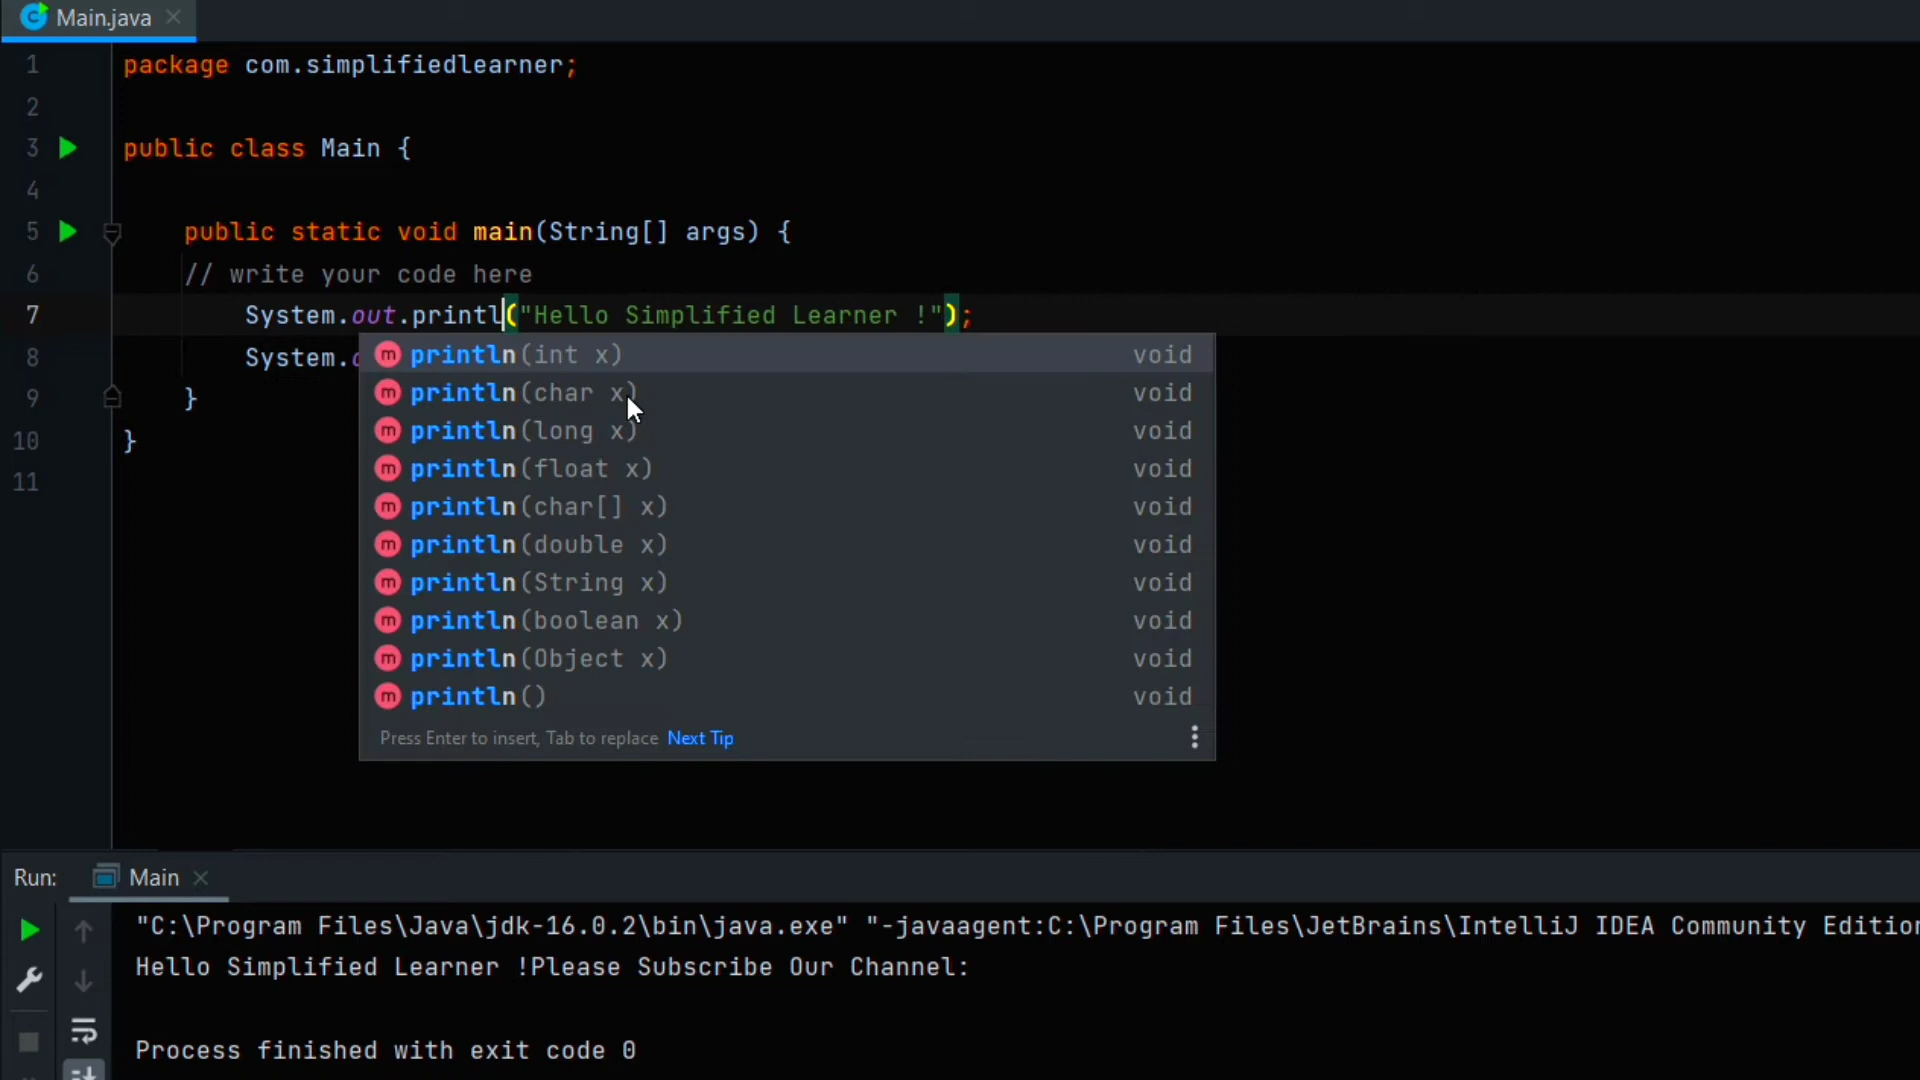 Main.java
1 package com.simplifiedlearner;
2
3 public class Main {
4
5 public static void main(String[] args) {
6 // write your code here
7 System.out.printl("Hello Simplified Learner !");
8 System.o
9 }
10 }
11
m println(int x) void
m println(char x) void
m println(long x) void
m println(float x) void
m println(char[] x) void
m println(double x) void
m println(String x) void
m println(boolean x) void
m println(Object x) void
m println() void
Press Enter to insert, Tab to replace Next Tip
Run: Main
"C:\Program Files\Java\jdk-16.0.2\bin\java.exe" "-javaagent:C:\Program Files\JetBrains\IntelliJ IDEA Community Edition
Hello Simplified Learner !Please Subscribe Our Channel:
Process finished with exit code 0